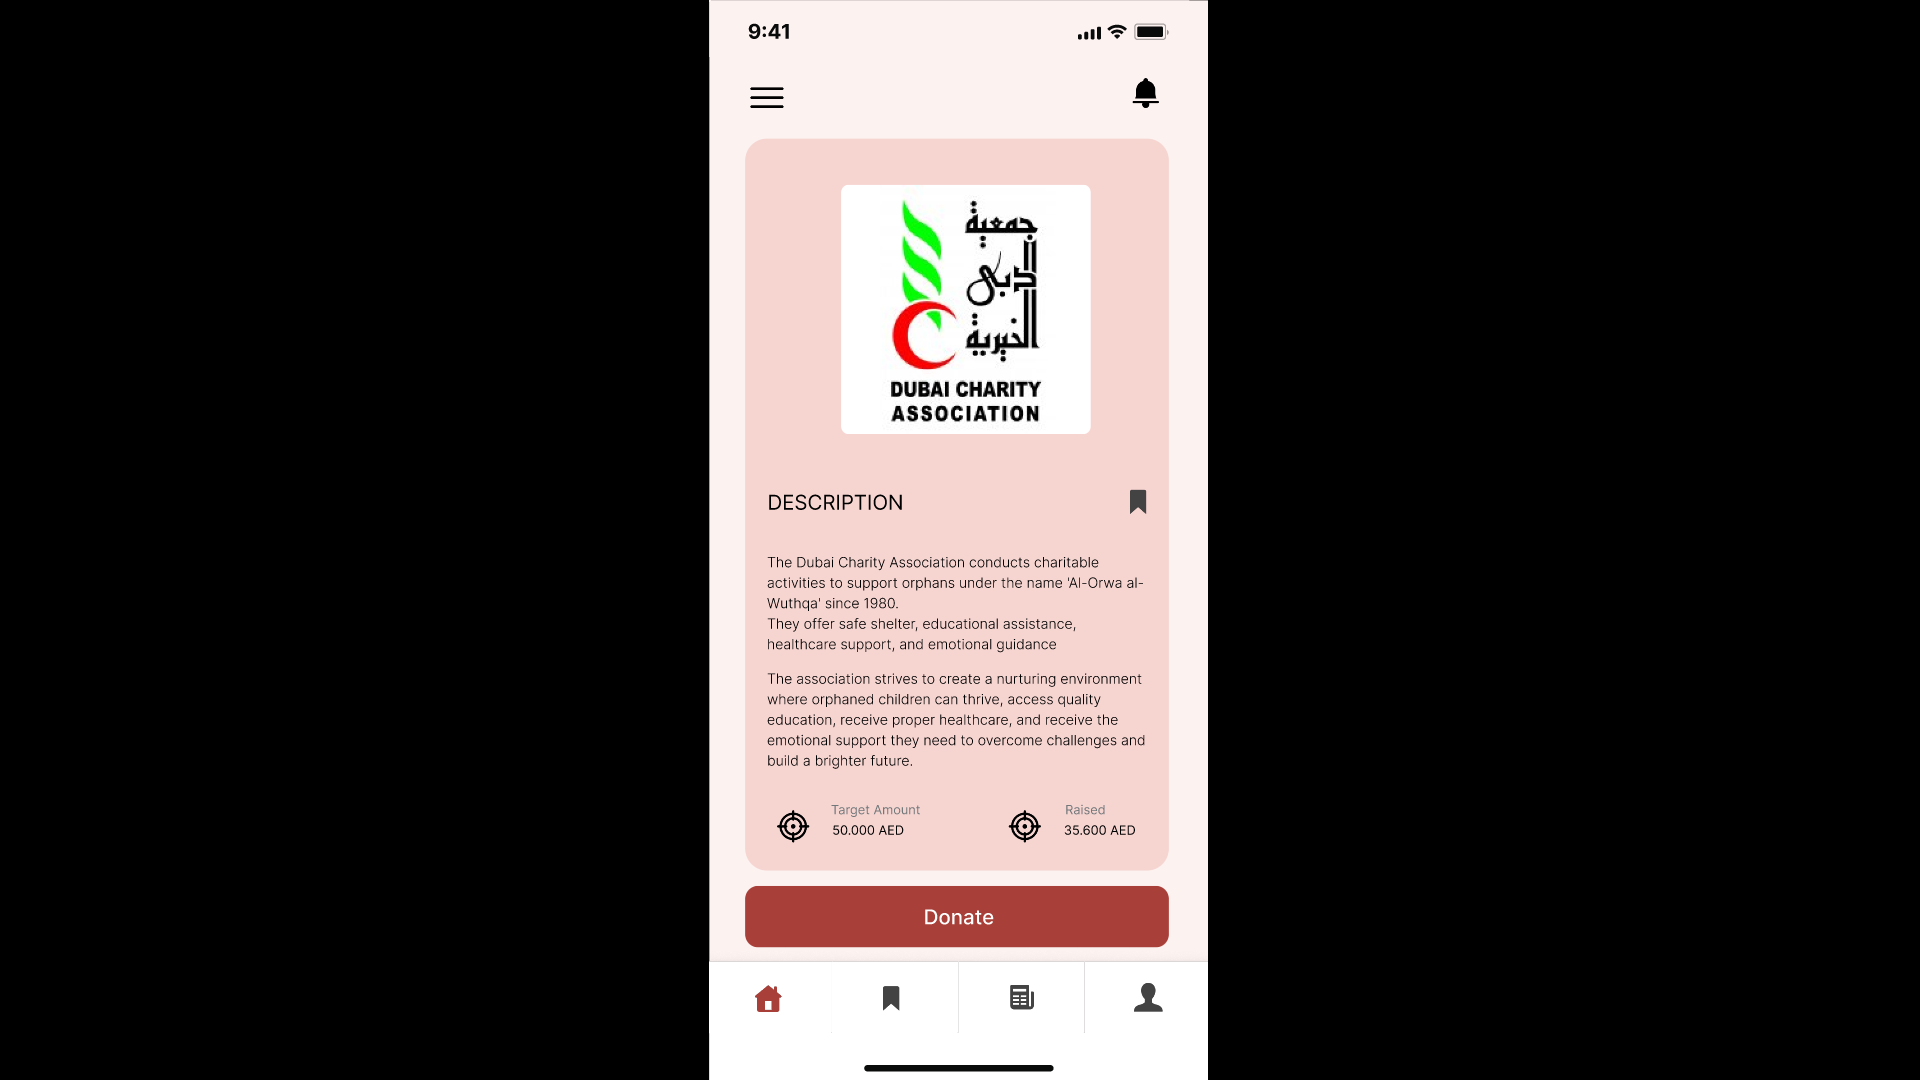 9:41
جمعية
دبي
الخيرية
DUBAI CHARITY
ASSOCIATION
DESCRIPTION
The Dubai Charity Association conducts charitable
activities to support orphans under the name 'Al-Orwa al-
Wuthqa' since 1980.
They offer safe shelter, educational assistance,
healthcare support, and emotional guidance
The association strives to create a nurturing environment
where orphaned children can thrive, access quality
education, receive proper healthcare, and receive the
emotional support they need to overcome challenges and
build a brighter future.
Target Amount
50.000 AED
Raised
35.600 AED
Donate